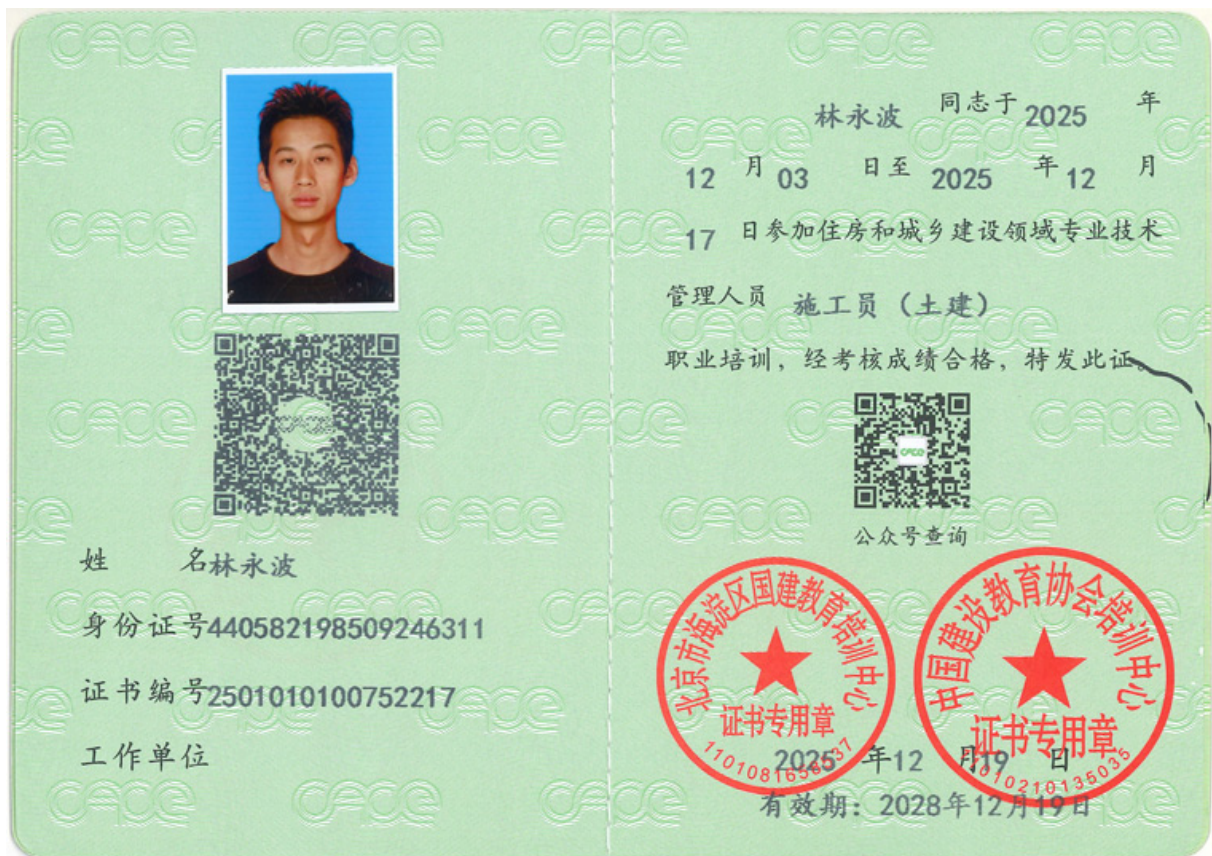 姓 名林永波
身份证号440582198509246311
证书编号2501010100752217
工作单位
林永波 同志于 2025 年
12 月 03 日至 2025 年 12 月
17 日参加住房和城乡建设领域专业技术
管理人员 施工员（土建）
职业培训，经考核成绩合格，特发此证。
公众号查询
北京市海淀区国建教育培训中心
证书专用章
中国建设教育协会培训中心
证书专用章
2025 年 12 月 19 日
有效期：2028年12月19日
CACE